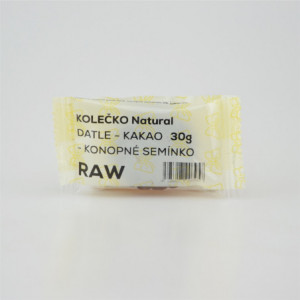 KOLEČKO Natural
DATLE - KAKAO 30g
- KONOPNÉ SEMÍNKO
RAW